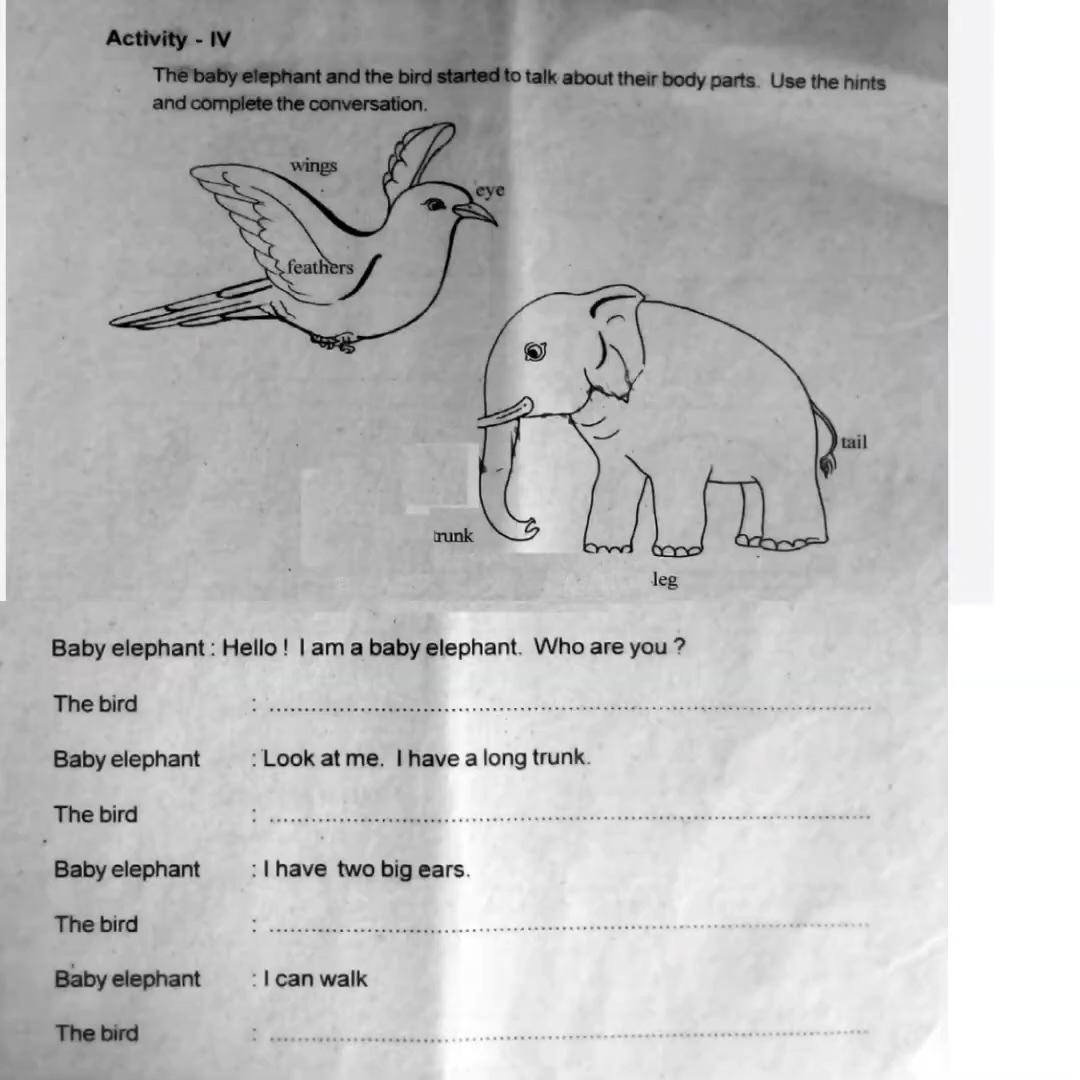 Activity - IV
The baby elephant and the bird started to talk about their body parts. Use the hints
and complete the conversation.
wings
eye
feathers
tail
trunk
leg
Baby elephant : Hello ! I am a baby elephant. Who are you ?
The bird : ..........................................................................................
Baby elephant : Look at me. I have a long trunk.
The bird : ..........................................................................................
Baby elephant : I have two big ears.
The bird : ..........................................................................................
Baby elephant : I can walk
The bird : ..........................................................................................